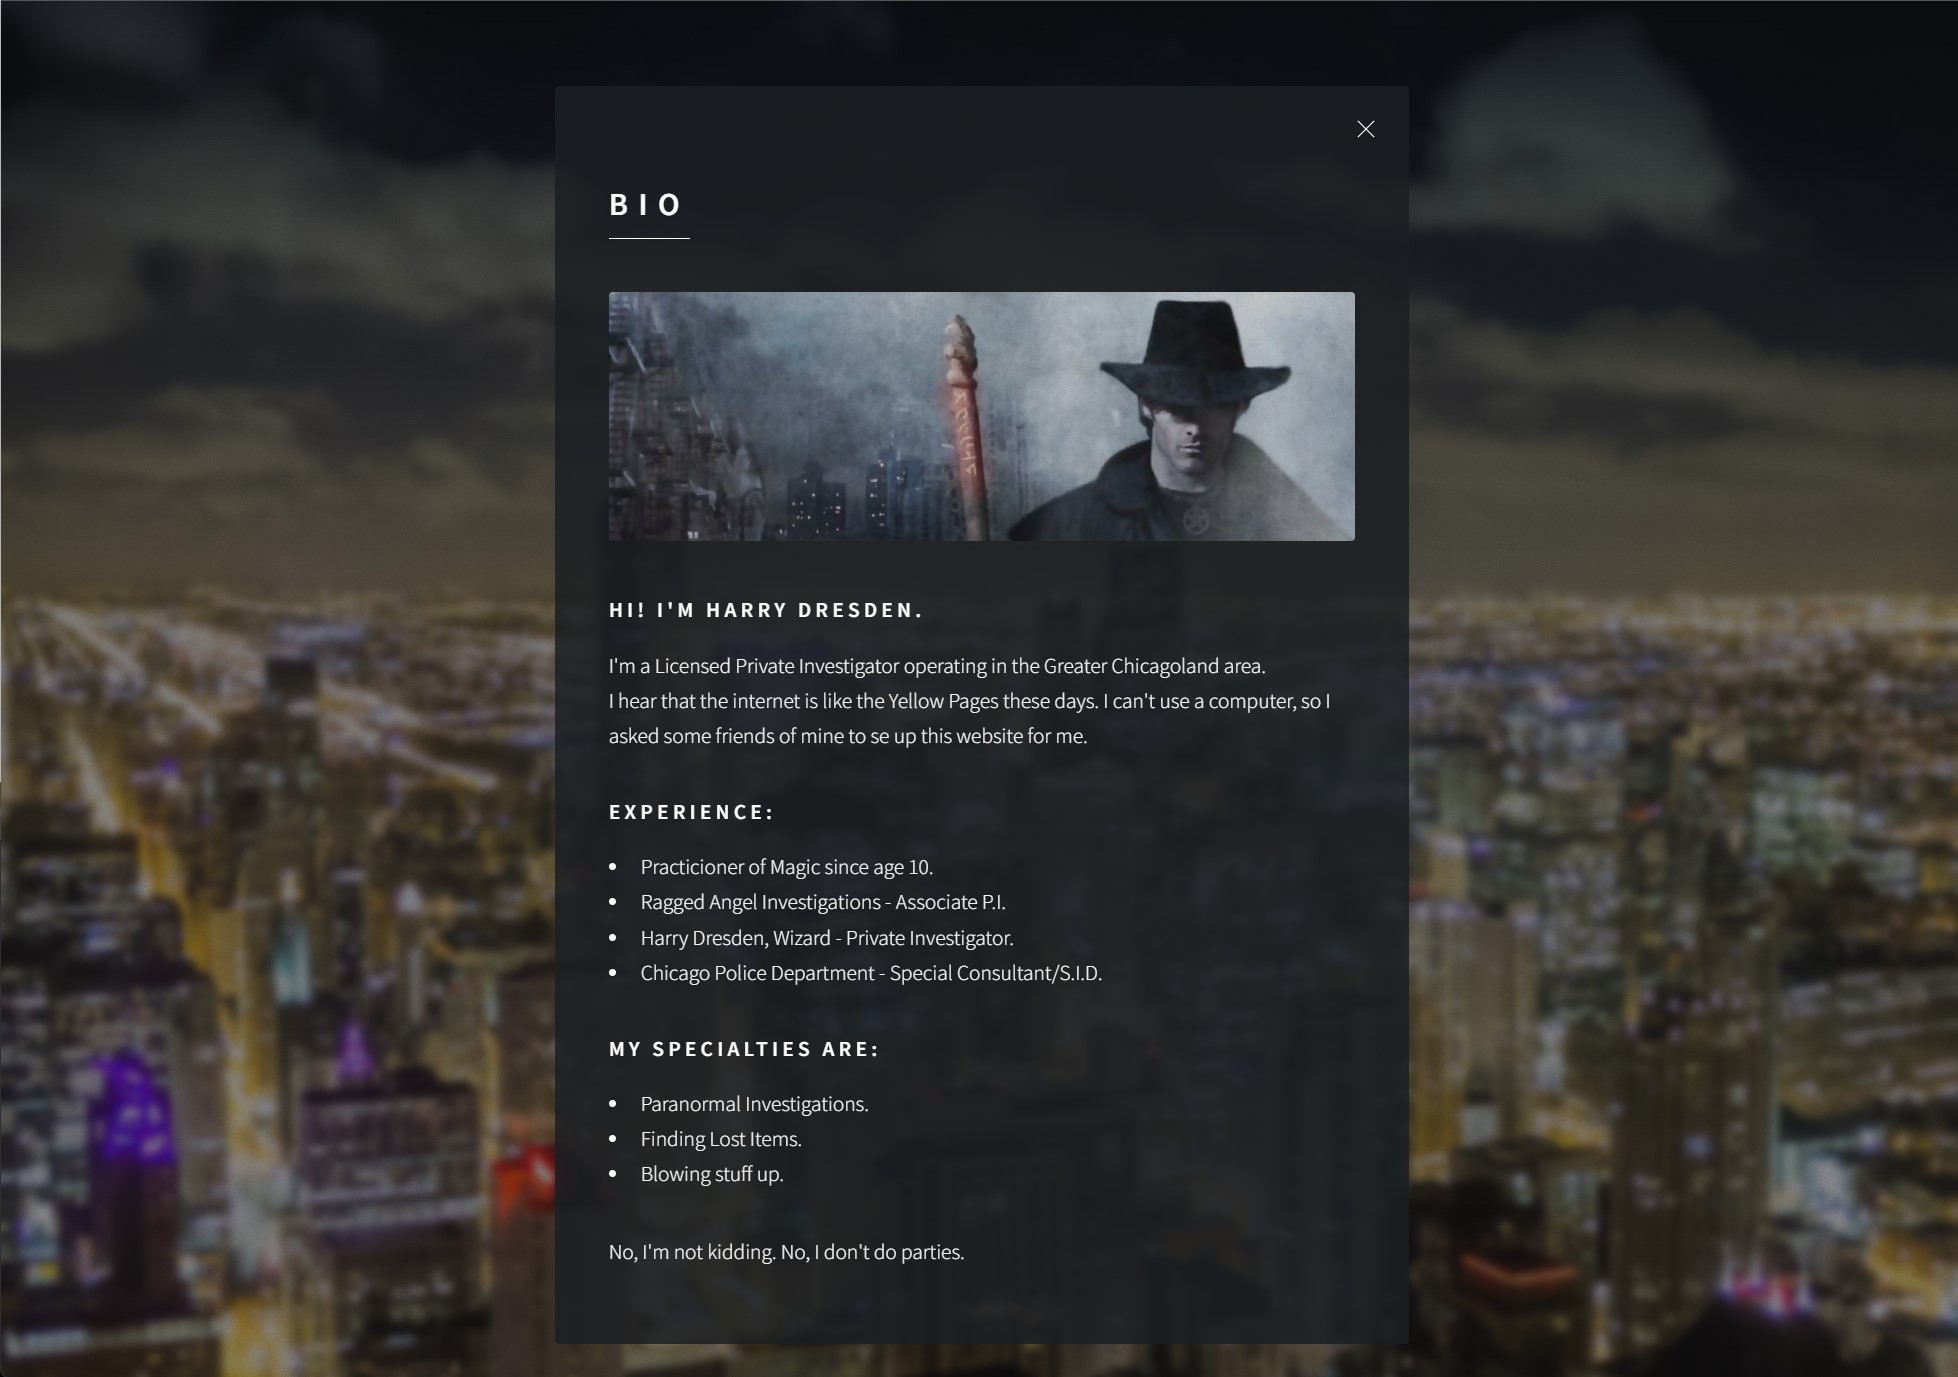 BIO
HI! I'M HARRY DRESDEN.
I'm a Licensed Private Investigator operating in the Greater Chicagoland area.
I hear that the internet is like the Yellow Pages these days. I can't use a computer, so I
asked some friends of mine to se up this website for me.
EXPERIENCE:
• Practicioner of Magic since age 10.
• Ragged Angel Investigations - Associate P.I.
• Harry Dresden, Wizard - Private Investigator.
• Chicago Police Department - Special Consultant/S.I.D.
MY SPECIALTIES ARE:
• Paranormal Investigations.
• Finding Lost Items.
• Blowing stuff up.
No, I'm not kidding. No, I don't do parties.